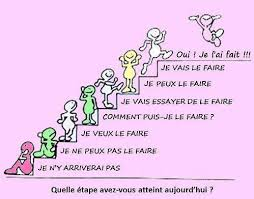 Oui ! Je l'ai fait !!!
JE VAIS LE FAIRE
JE PEUX LE FAIRE
JE VAIS ESSAYER DE LE FAIRE
COMMENT PUIS-JE LE FAIRE ?
JE VEUX LE FAIRE
JE NE PEUX PAS LE FAIRE
JE N'Y ARRIVERAI PAS
Quelle étape avez-vous atteint aujourd'hui ?